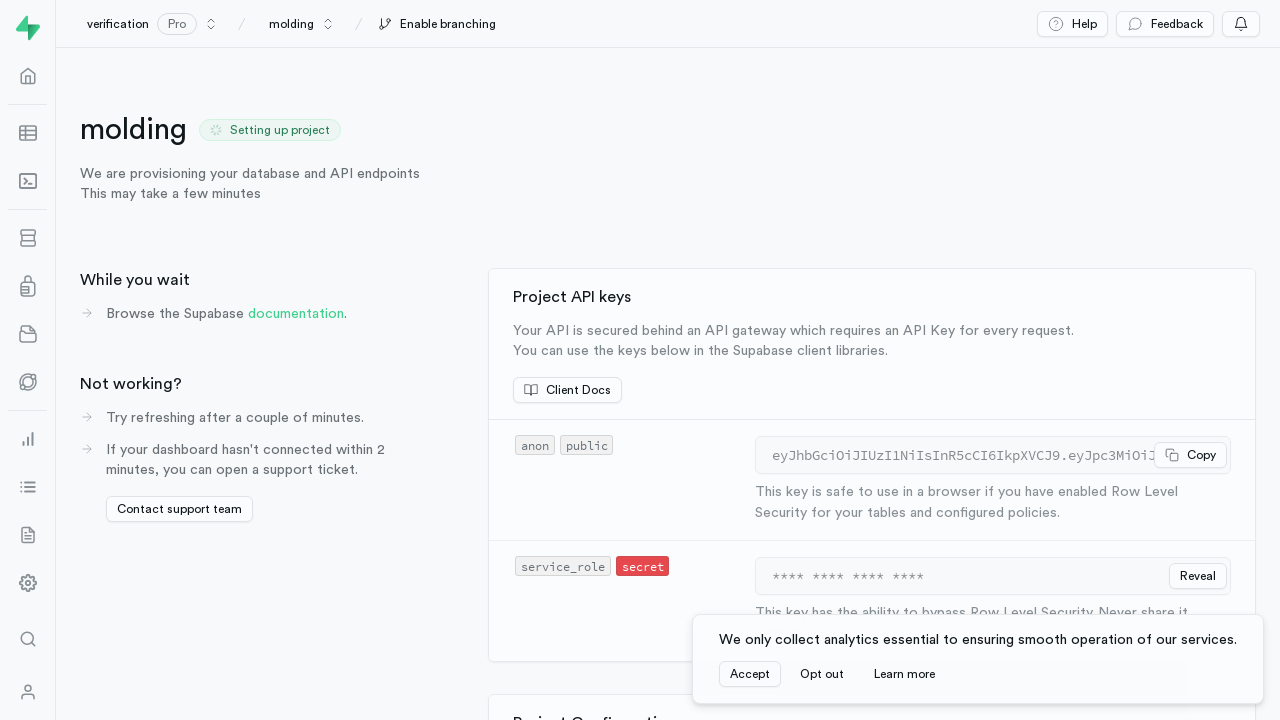 verification Pro / molding / Enable branching Help Feedback
molding Setting up project
We are provisioning your database and API endpoints
This may take a few minutes
While you wait
Browse the Supabase documentation.
Not working?
Try refreshing after a couple of minutes.
If your dashboard hasn't connected within 2
minutes, you can open a support ticket.
Contact support team
Project API keys
Your API is secured behind an API gateway which requires an API Key for every request.
You can use the keys below in the Supabase client libraries.
Client Docs
anon public eyJhbGciOiJIUzI1NiIsInR5cCI6IkpXVCJ9.eyJpc3MiOiJ Copy
This key is safe to use in a browser if you have enabled Row Level
Security for your tables and configured policies.
service_role secret **** **** **** **** Reveal
This key has the ability to bypass Row Level Security. Never share it
We only collect analytics essential to ensuring smooth operation of our services.
Accept Opt out Learn more